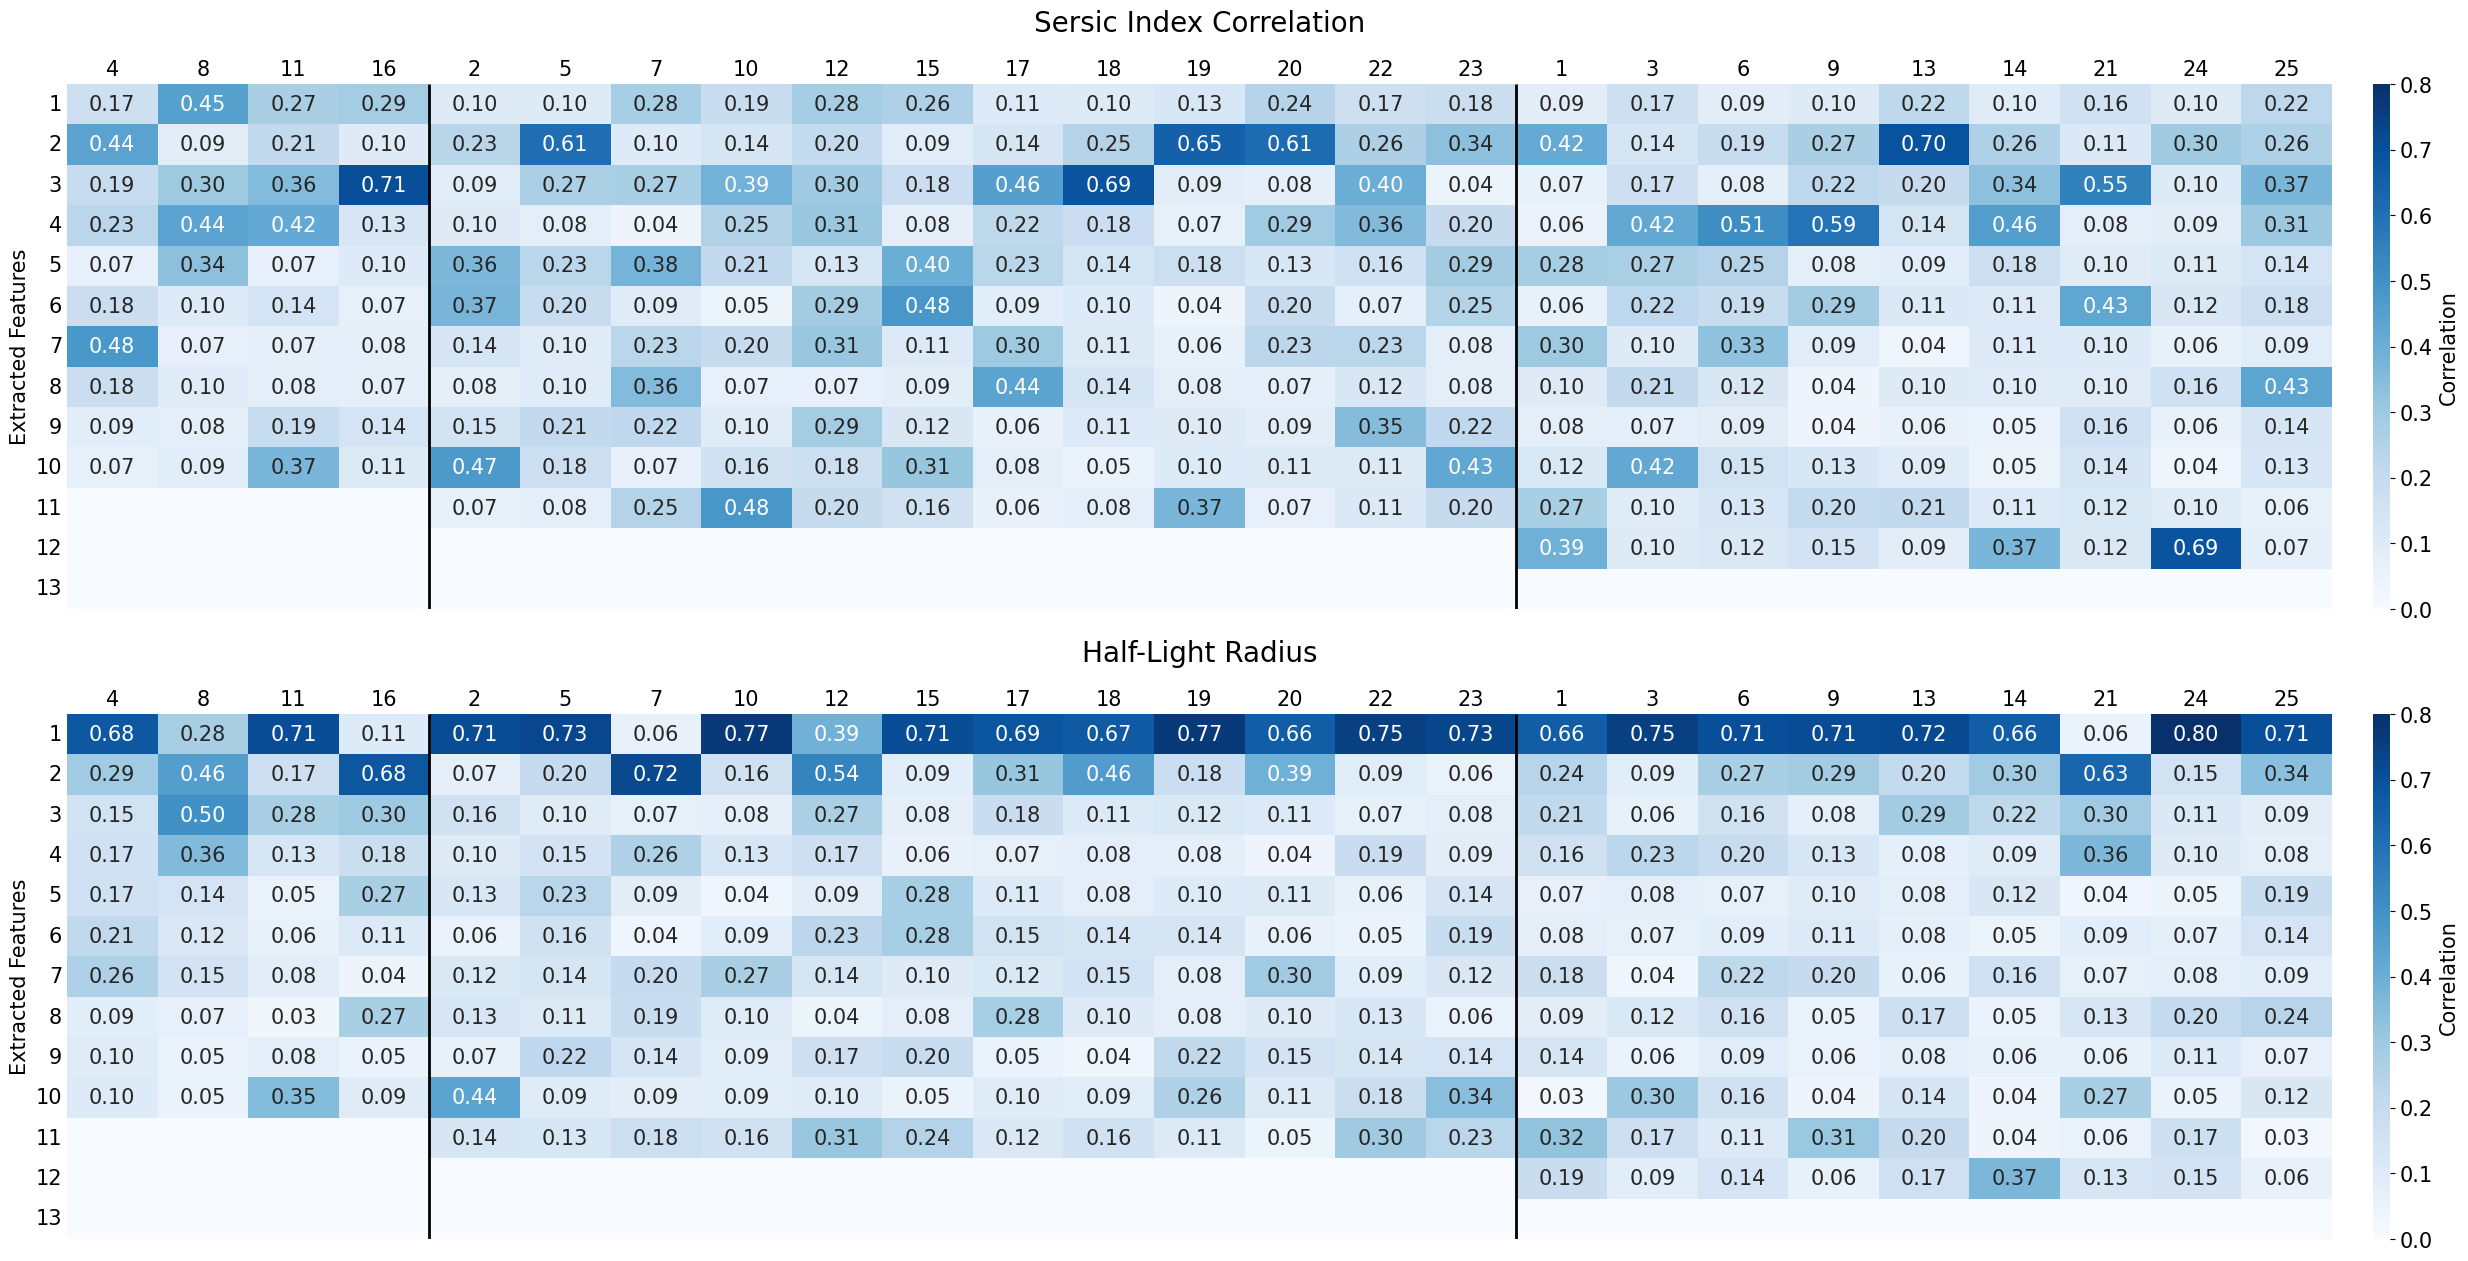 Sersic Index Correlation
4 8 11 16 2 5 7 10 12 15 17 18 19 20 22 23 1 3 6 9 13 14 21 24 25
1 0.17 0.45 0.27 0.29 0.10 0.10 0.28 0.19 0.28 0.26 0.11 0.10 0.13 0.24 0.17 0.18 0.09 0.17 0.09 0.10 0.22 0.10 0.16 0.10 0.22
2 0.44 0.09 0.21 0.10 0.23 0.61 0.10 0.14 0.20 0.09 0.14 0.25 0.65 0.61 0.26 0.34 0.42 0.14 0.19 0.27 0.70 0.26 0.11 0.30 0.26
3 0.19 0.30 0.36 0.71 0.09 0.27 0.27 0.39 0.30 0.18 0.46 0.69 0.09 0.08 0.40 0.04 0.07 0.17 0.08 0.22 0.20 0.34 0.55 0.10 0.37
4 0.23 0.44 0.42 0.13 0.10 0.08 0.04 0.25 0.31 0.08 0.22 0.18 0.07 0.29 0.36 0.20 0.06 0.42 0.51 0.59 0.14 0.46 0.08 0.09 0.31
5 0.07 0.34 0.07 0.10 0.36 0.23 0.38 0.21 0.13 0.40 0.23 0.14 0.18 0.13 0.16 0.29 0.28 0.27 0.25 0.08 0.09 0.18 0.10 0.11 0.14
6 0.18 0.10 0.14 0.07 0.37 0.20 0.09 0.05 0.29 0.48 0.09 0.10 0.04 0.20 0.07 0.25 0.06 0.22 0.19 0.29 0.11 0.11 0.43 0.12 0.18
7 0.48 0.07 0.07 0.08 0.14 0.10 0.23 0.20 0.31 0.11 0.30 0.11 0.06 0.23 0.23 0.08 0.30 0.10 0.33 0.09 0.04 0.11 0.10 0.06 0.09
8 0.18 0.10 0.08 0.07 0.08 0.10 0.36 0.07 0.07 0.09 0.44 0.14 0.08 0.07 0.12 0.08 0.10 0.21 0.12 0.04 0.10 0.10 0.10 0.16 0.43
9 0.09 0.08 0.19 0.14 0.15 0.21 0.22 0.10 0.29 0.12 0.06 0.11 0.10 0.09 0.35 0.22 0.08 0.07 0.09 0.04 0.06 0.05 0.16 0.06 0.14
10 0.07 0.09 0.37 0.11 0.47 0.18 0.07 0.16 0.18 0.31 0.08 0.05 0.10 0.11 0.11 0.43 0.12 0.42 0.15 0.13 0.09 0.05 0.14 0.04 0.13
11 0.07 0.08 0.25 0.48 0.20 0.16 0.06 0.08 0.37 0.07 0.11 0.20 0.27 0.10 0.13 0.20 0.21 0.11 0.12 0.10 0.06
12 0.39 0.10 0.12 0.15 0.09 0.37 0.12 0.69 0.07
13
Extracted Features
0.8
0.7
0.6
0.5
0.4
0.3
0.2
0.1
0.0
Correlation
Half-Light Radius
4 8 11 16 2 5 7 10 12 15 17 18 19 20 22 23 1 3 6 9 13 14 21 24 25
1 0.68 0.28 0.71 0.11 0.71 0.73 0.06 0.77 0.39 0.71 0.69 0.67 0.77 0.66 0.75 0.73 0.66 0.75 0.71 0.71 0.72 0.66 0.06 0.80 0.71
2 0.29 0.46 0.17 0.68 0.07 0.20 0.72 0.16 0.54 0.09 0.31 0.46 0.18 0.39 0.09 0.06 0.24 0.09 0.27 0.29 0.20 0.30 0.63 0.15 0.34
3 0.15 0.50 0.28 0.30 0.16 0.10 0.07 0.08 0.27 0.08 0.18 0.11 0.12 0.11 0.07 0.08 0.21 0.06 0.16 0.08 0.29 0.22 0.30 0.11 0.09
4 0.17 0.36 0.13 0.18 0.10 0.15 0.26 0.13 0.17 0.06 0.07 0.08 0.08 0.04 0.19 0.09 0.16 0.23 0.20 0.13 0.08 0.09 0.36 0.10 0.08
5 0.17 0.14 0.05 0.27 0.13 0.23 0.09 0.04 0.09 0.28 0.11 0.08 0.10 0.11 0.06 0.14 0.07 0.08 0.07 0.10 0.08 0.12 0.04 0.05 0.19
6 0.21 0.12 0.06 0.11 0.06 0.16 0.04 0.09 0.23 0.28 0.15 0.14 0.14 0.06 0.05 0.19 0.08 0.07 0.09 0.11 0.08 0.05 0.09 0.07 0.14
7 0.26 0.15 0.08 0.04 0.12 0.14 0.20 0.27 0.14 0.10 0.12 0.15 0.08 0.30 0.09 0.12 0.18 0.04 0.22 0.20 0.06 0.16 0.07 0.08 0.09
8 0.09 0.07 0.03 0.27 0.13 0.11 0.19 0.10 0.04 0.08 0.28 0.10 0.08 0.10 0.13 0.06 0.09 0.12 0.16 0.05 0.17 0.05 0.13 0.20 0.24
9 0.10 0.05 0.08 0.05 0.07 0.22 0.14 0.09 0.17 0.20 0.05 0.04 0.22 0.15 0.14 0.14 0.14 0.06 0.09 0.06 0.08 0.06 0.06 0.11 0.07
10 0.10 0.05 0.35 0.09 0.44 0.09 0.09 0.09 0.10 0.05 0.10 0.09 0.26 0.11 0.18 0.34 0.03 0.30 0.16 0.04 0.14 0.04 0.27 0.05 0.12
11 0.14 0.13 0.18 0.16 0.31 0.24 0.12 0.16 0.11 0.05 0.30 0.23 0.32 0.17 0.11 0.31 0.20 0.04 0.06 0.17 0.03
12 0.19 0.09 0.14 0.06 0.17 0.37 0.13 0.15 0.06
13
Extracted Features
0.8
0.7
0.6
0.5
0.4
0.3
0.2
0.1
0.0
Correlation